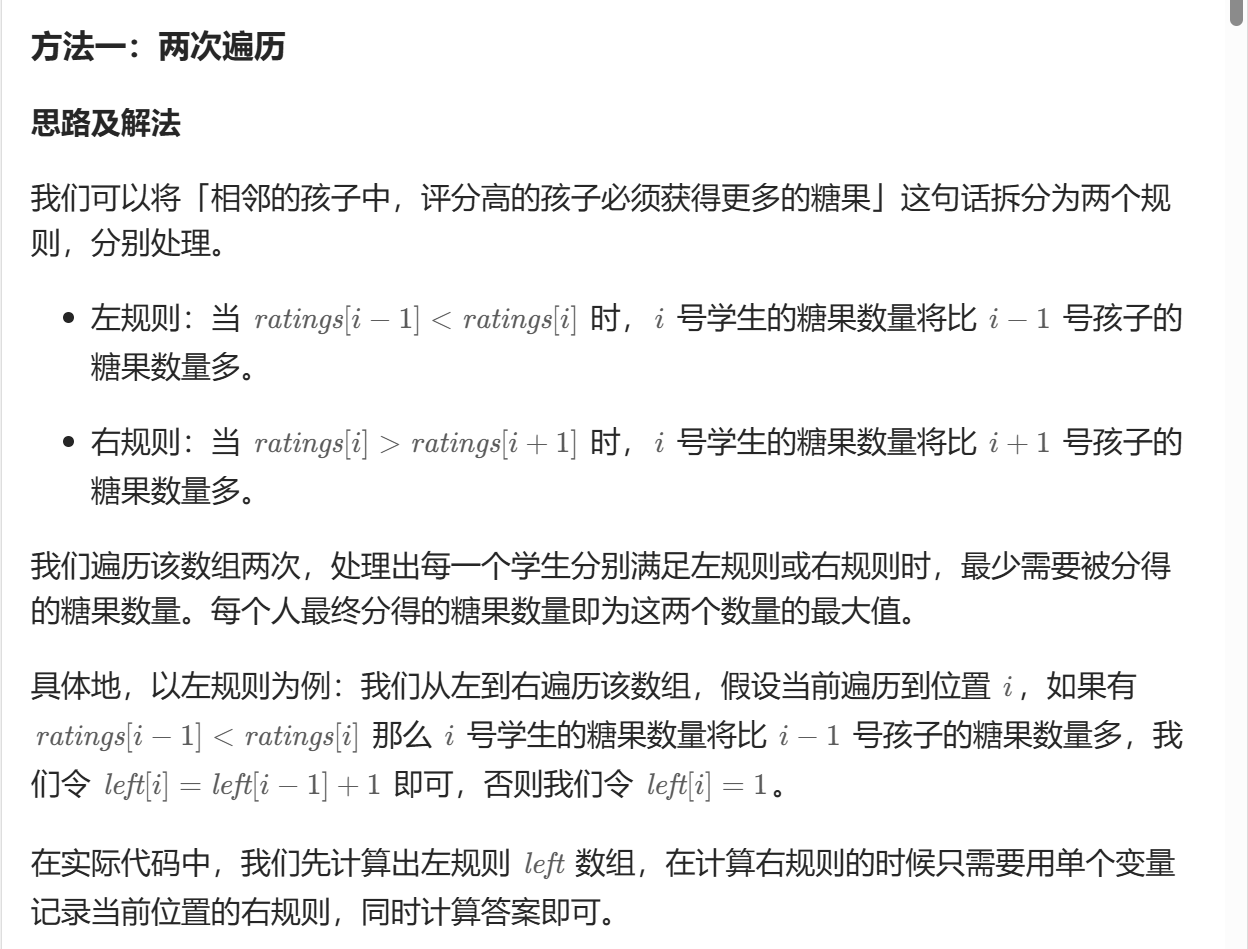 方法一：两次遍历
思路及解法
我们可以将「相邻的孩子中，评分高的孩子必须获得更多的糖果」这句话拆分为两个规
则，分别处理。
• 左规则：当 ratings[i − 1] < ratings[i] 时，i 号学生的糖果数量将比 i − 1 号孩子的
糖果数量多。
• 右规则：当 ratings[i] > ratings[i + 1] 时，i 号学生的糖果数量将比 i + 1 号孩子的
糖果数量多。
我们遍历该数组两次，处理出每一个学生分别满足左规则或右规则时，最少需要被分得
的糖果数量。每个人最终分得的糖果数量即为这两个数量的最大值。
具体地，以左规则为例：我们从左到右遍历该数组，假设当前遍历到位置 i，如果有
ratings[i − 1] < ratings[i] 那么 i 号学生的糖果数量将比 i − 1 号孩子的糖果数量多，我
们令 left[i] = left[i − 1] + 1 即可，否则我们令 left[i] = 1。
在实际代码中，我们先计算出左规则 left 数组，在计算右规则的时候只需要用单个变量
记录当前位置的右规则，同时计算答案即可。